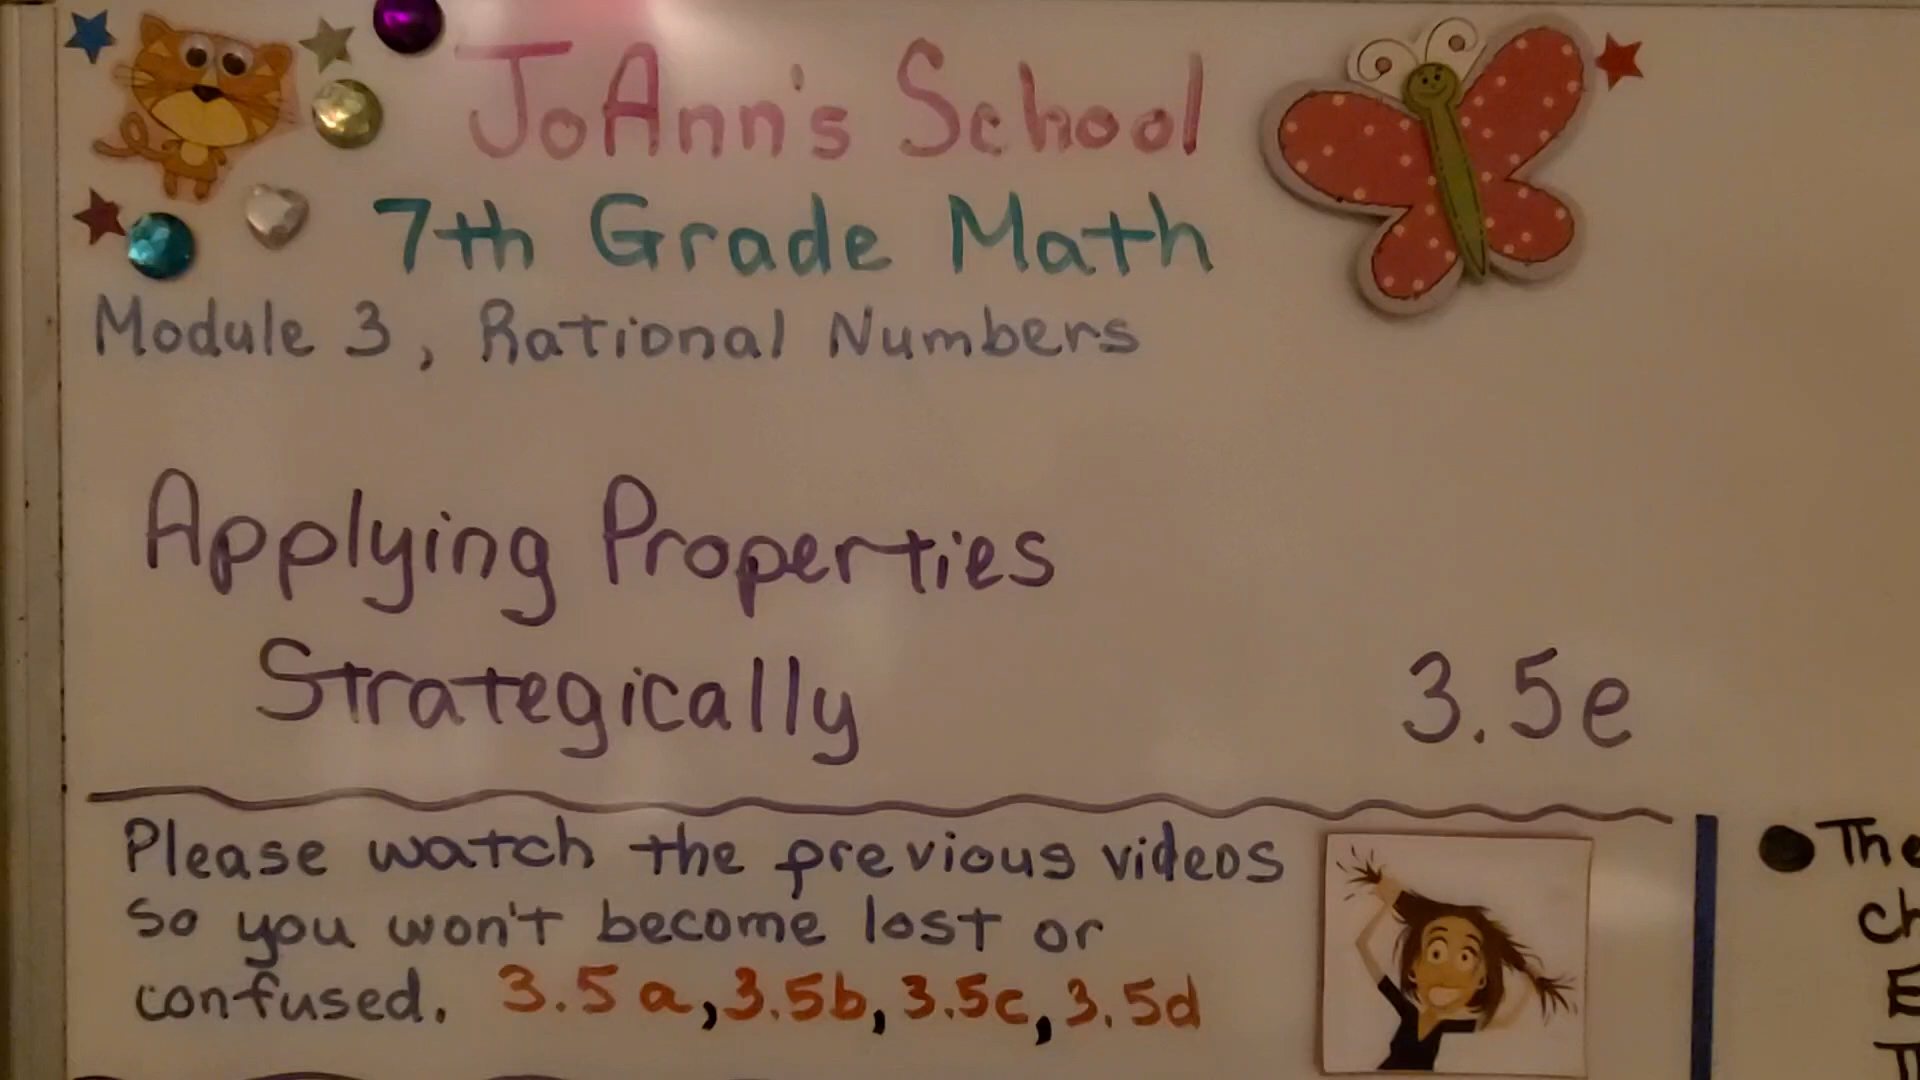 JoAnn's School
7th Grade Math
Module 3, Rational Numbers
Applying Properties
Strategically
3.5e
Please watch the previous videos
so you won't become lost or
confused. 3.5a, 3.5b, 3.5c, 3.5d